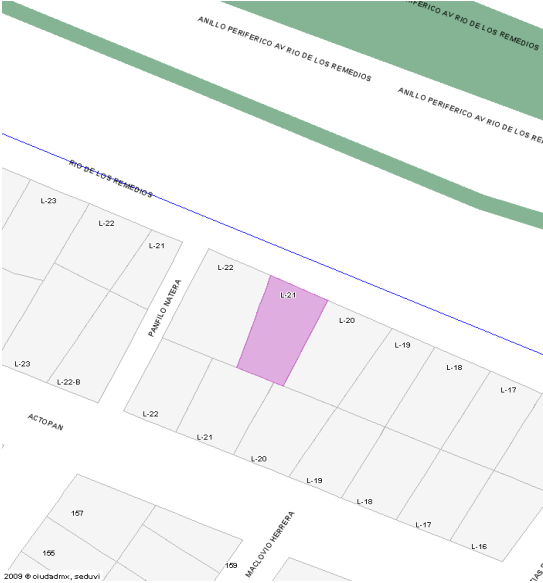 PERIFERICO AV RIO DE LOS REMEDIOS
ANILLO PERIFERICO AV RIO DE LOS REMEDIOS
ANILLO PERIFERICO AV RIO DE LOS
RIO DE LOS REMEDIOS
L-23
L-22
L-21
PANFILO NATERA
L-22
L-21
L-20
L-19
L-18
L-17
L-23
L-22-B
ACTOPAN
L-22
L-21
L-20
L-19
L-18
L-17
L-16
157
155
159
MACLOVIO HERRERA
2009 © ciudadmx, seduvi